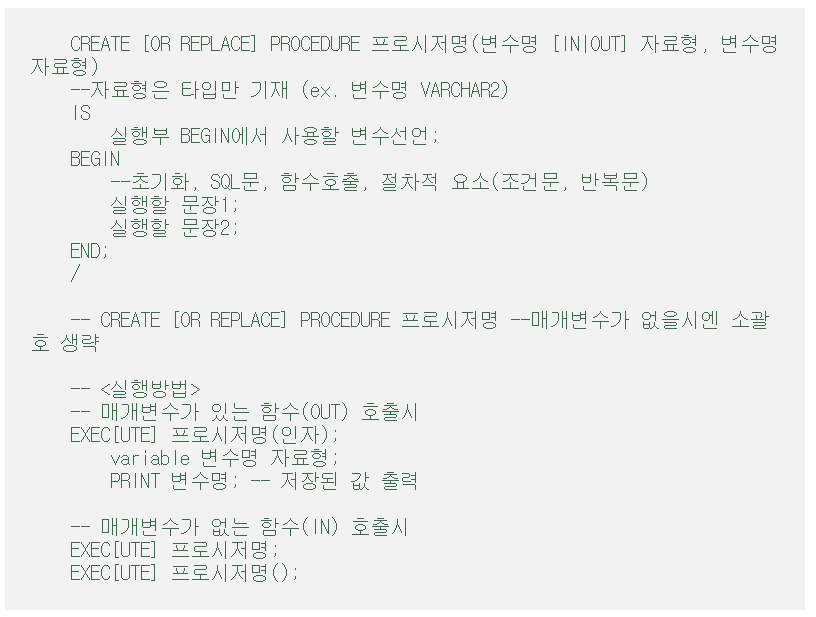 CREATE [OR REPLACE] PROCEDURE 프로시저명(변수명 [IN|OUT] 자료형, 변수명
자료형)
--자료형은 타입만 기재 (ex. 변수명 VARCHAR2)
IS
실행부 BEGIN에서 사용할 변수선언;
BEGIN
--초기화, SQL문, 함수호출, 절차적 요소(조건문, 반복문)
실행할 문장1;
실행할 문장2;
END;
/
-- CREATE [OR REPLACE] PROCEDURE 프로시저명 --매개변수가 없을시엔 소괄
호 생략
-- <실행방법>
-- 매개변수가 있는 함수(OUT) 호출시
EXEC[UTE] 프로시저명(인자);
variable 변수명 자료형;
PRINT 변수명; -- 저장된 값 출력
-- 매개변수가 없는 함수(IN) 호출시
EXEC[UTE] 프로시저명;
EXEC[UTE] 프로시저명();